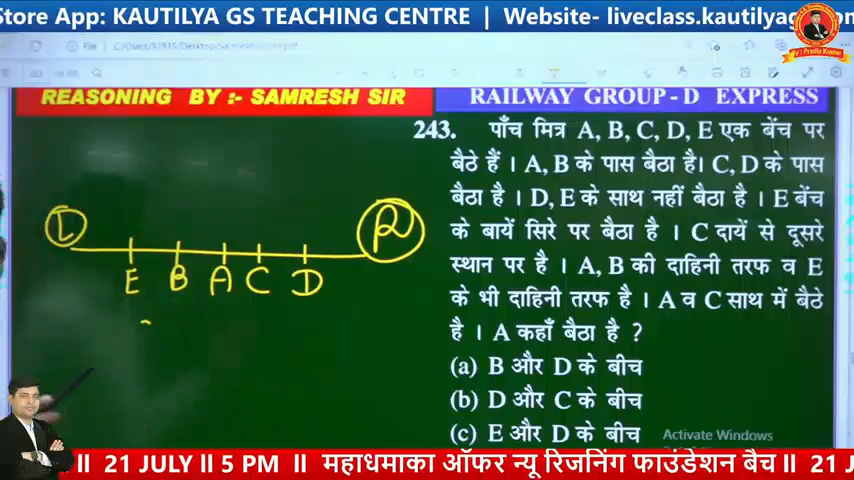 Store App: KAUTILYA GS TEACHING CENTRE | Website- liveclass.kautilyag
Pradip Kumar
REASONING BY :- SAMRESH SIR
RAILWAY GROUP - D EXPRESS
243. पाँच मित्र A, B, C, D, E एक बेंच पर
बैठे हैं । A, B के पास बैठा है। C, D के पास
बैठा है । D, E के साथ नहीं बैठा है । E बेंच
के बायें सिरे पर बैठा है । C दायें से दूसरे
स्थान पर है । A, B की दाहिनी तरफ व E
के भी दाहिनी तरफ है । A व C साथ में बैठे
है । A कहाँ बैठा है ?
(a) B और D के बीच
(b) D और C के बीच
(c) E और D के बीच
L R
E B A C D
Activate Windows
II 21 JULY II 5 PM II महाधमाका ऑफर न्यू रिजनिंग फाउंडेशन बैच II 21 J